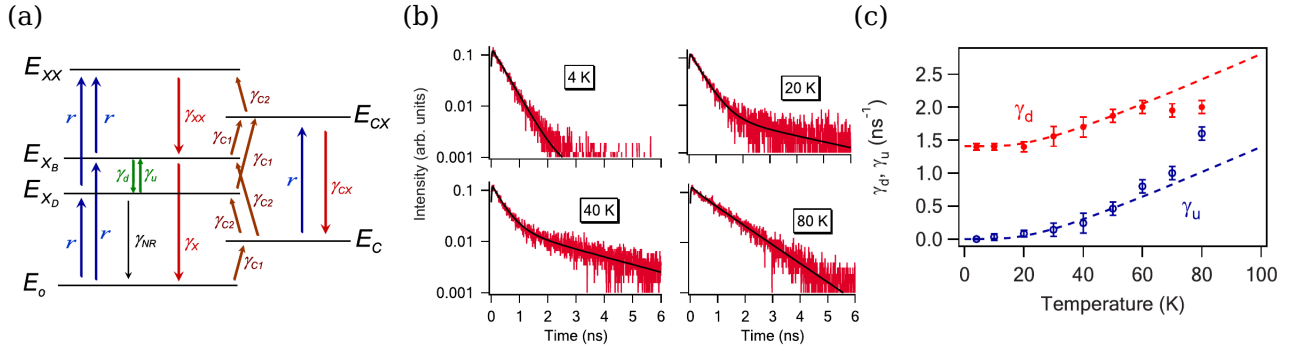 (a)
E_XX
γ_C2
r
r
γ_XX
γ_C1
E_CX
E_X_B
γ_d
γ_u
γ_C1
r
γ_CX
E_X_D
γ_C2
γ_C2
r
r
γ_NR
γ_X
E_C
γ_C1
E_o
(b)
Intensity (arb. units)
0.1
0.01
0.001
4 K
20 K
0.1
0.01
0.001
40 K
80 K
0 1 2 3 4 5 6
Time (ns)
0 1 2 3 4 5 6
Time (ns)
(c)
γ_d, γ_u (ns⁻¹)
2.5
2.0
1.5
1.0
0.5
0.0
γ_d
γ_u
0 20 40 60 80 100
Temperature (K)